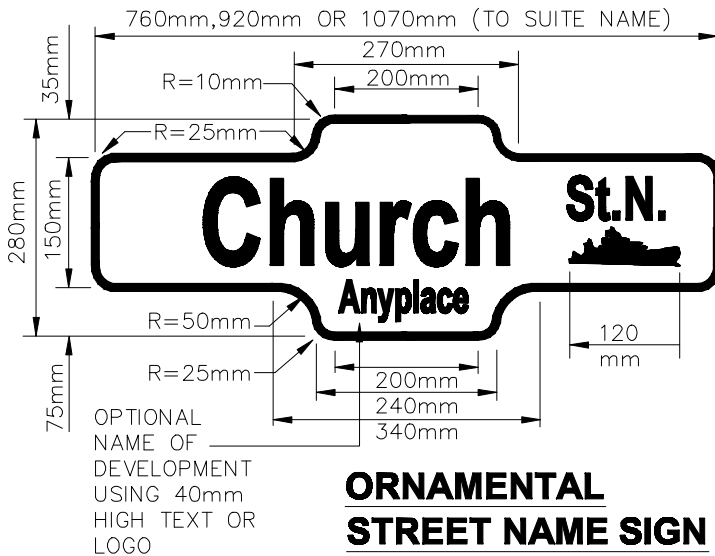 760mm,920mm OR 1070mm (TO SUITE NAME)
270mm
200mm
35mm
R=10mm
R=25mm
280mm
150mm
Church
St.N.
Anyplace
R=50mm
R=25mm
75mm
120
mm
200mm
240mm
340mm
OPTIONAL
NAME OF
DEVELOPMENT
USING 40mm
HIGH TEXT OR
LOGO
ORNAMENTAL
STREET NAME SIGN